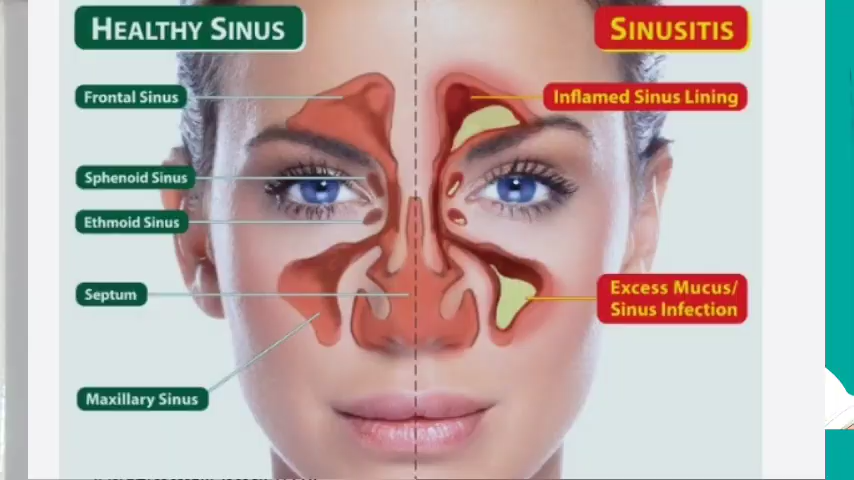 HEALTHY SINUS
SINUSITIS
Frontal Sinus
Inflamed Sinus Lining
Sphenoid Sinus
Ethmoid Sinus
Septum
Excess Mucus/
Sinus Infection
Maxillary Sinus